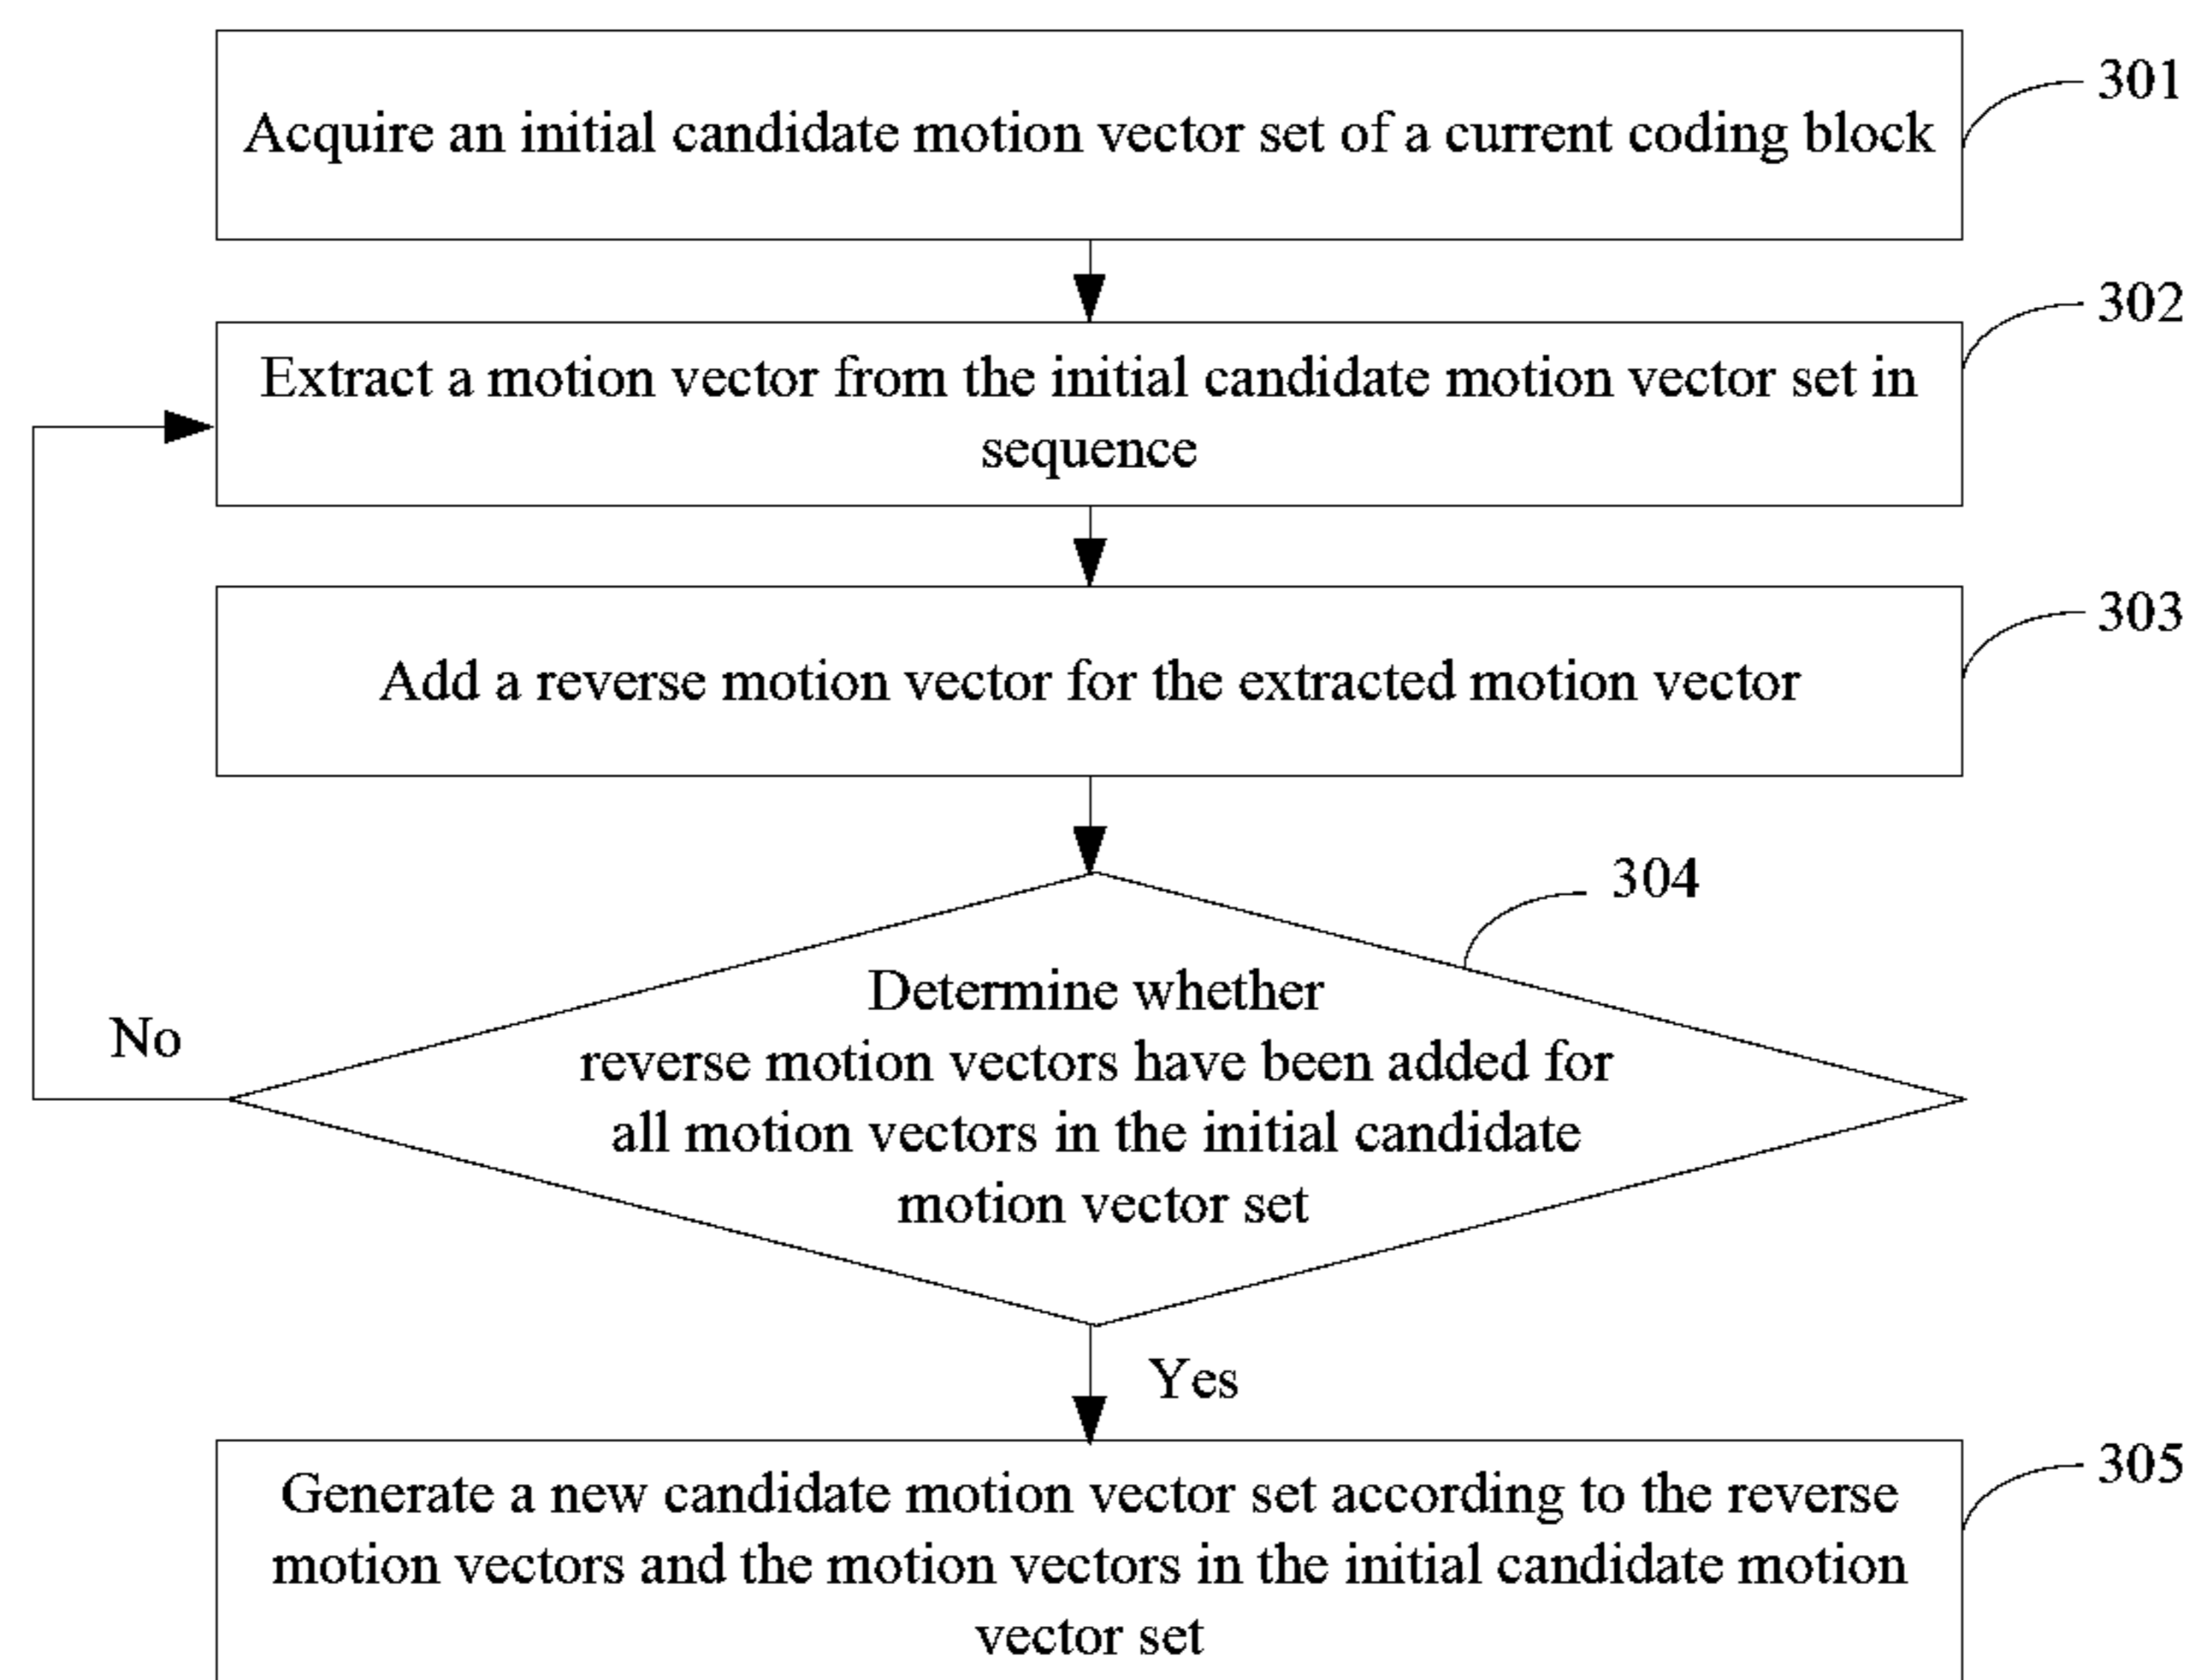 301
Acquire an initial candidate motion vector set of a current coding block
302
Extract a motion vector from the initial candidate motion vector set in
sequence
303
Add a reverse motion vector for the extracted motion vector
304
Determine whether
reverse motion vectors have been added for
all motion vectors in the initial candidate
motion vector set
No
Yes
305
Generate a new candidate motion vector set according to the reverse
motion vectors and the motion vectors in the initial candidate motion
vector set